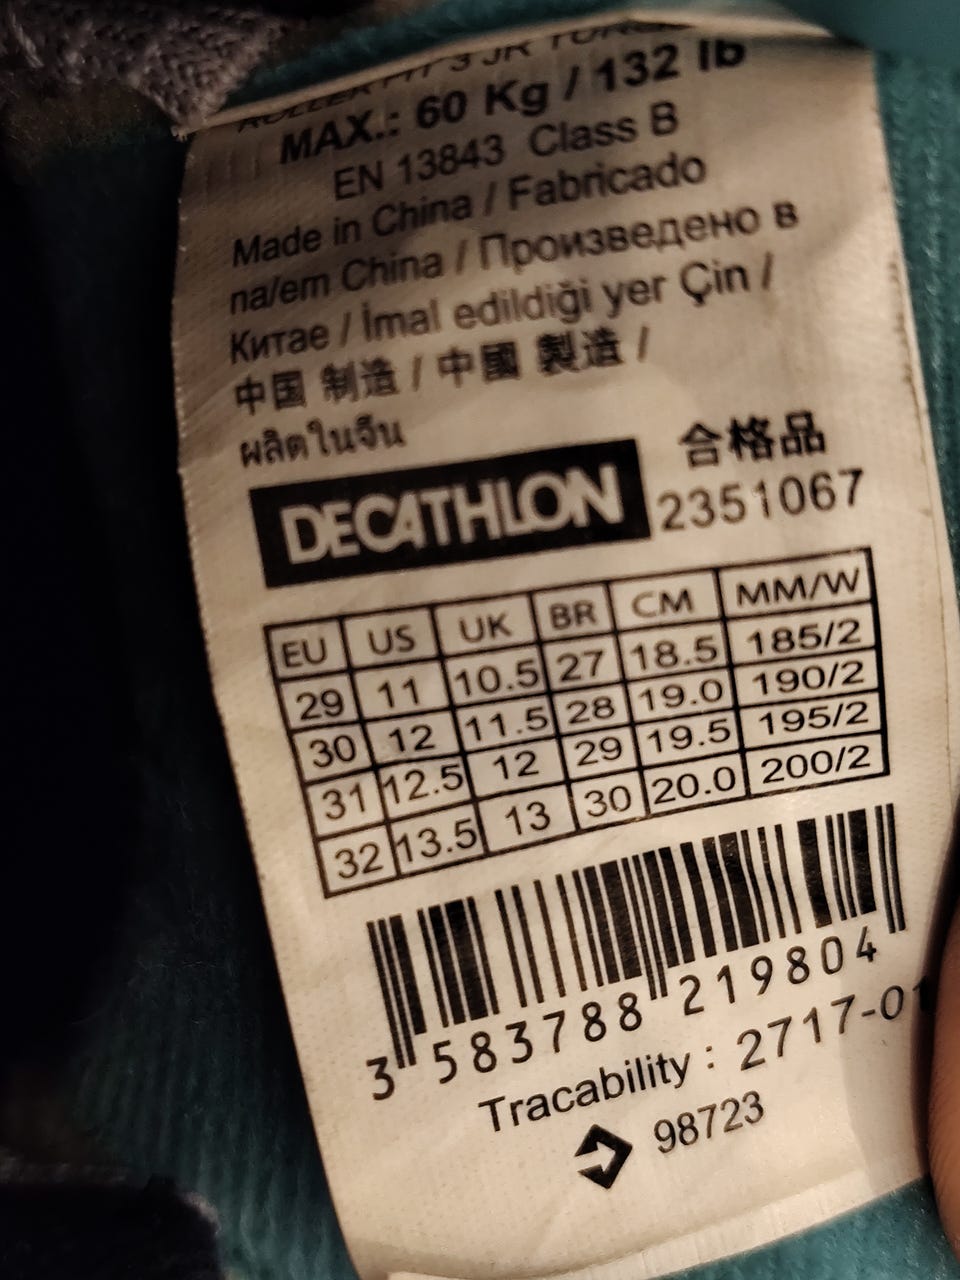 3 JR
MAX.: 60 Kg / 132 lb
EN 13843 Class B
Made in China / Fabricado
na/em China / Произведено в
Китае / İmal edildiği yer Çin /
中国 制造 / 中國 製造 /
ผลิตในจีน
合格品
DECATHLON 2351067
EU US UK BR CM MM/W
29 11 10.5 27 18.5 185/2
30 12 11.5 28 19.0 190/2
31 12.5 12 29 19.5 195/2
32 13.5 13 30 20.0 200/2
3 583788 219804
Tracability : 2717-0
98723